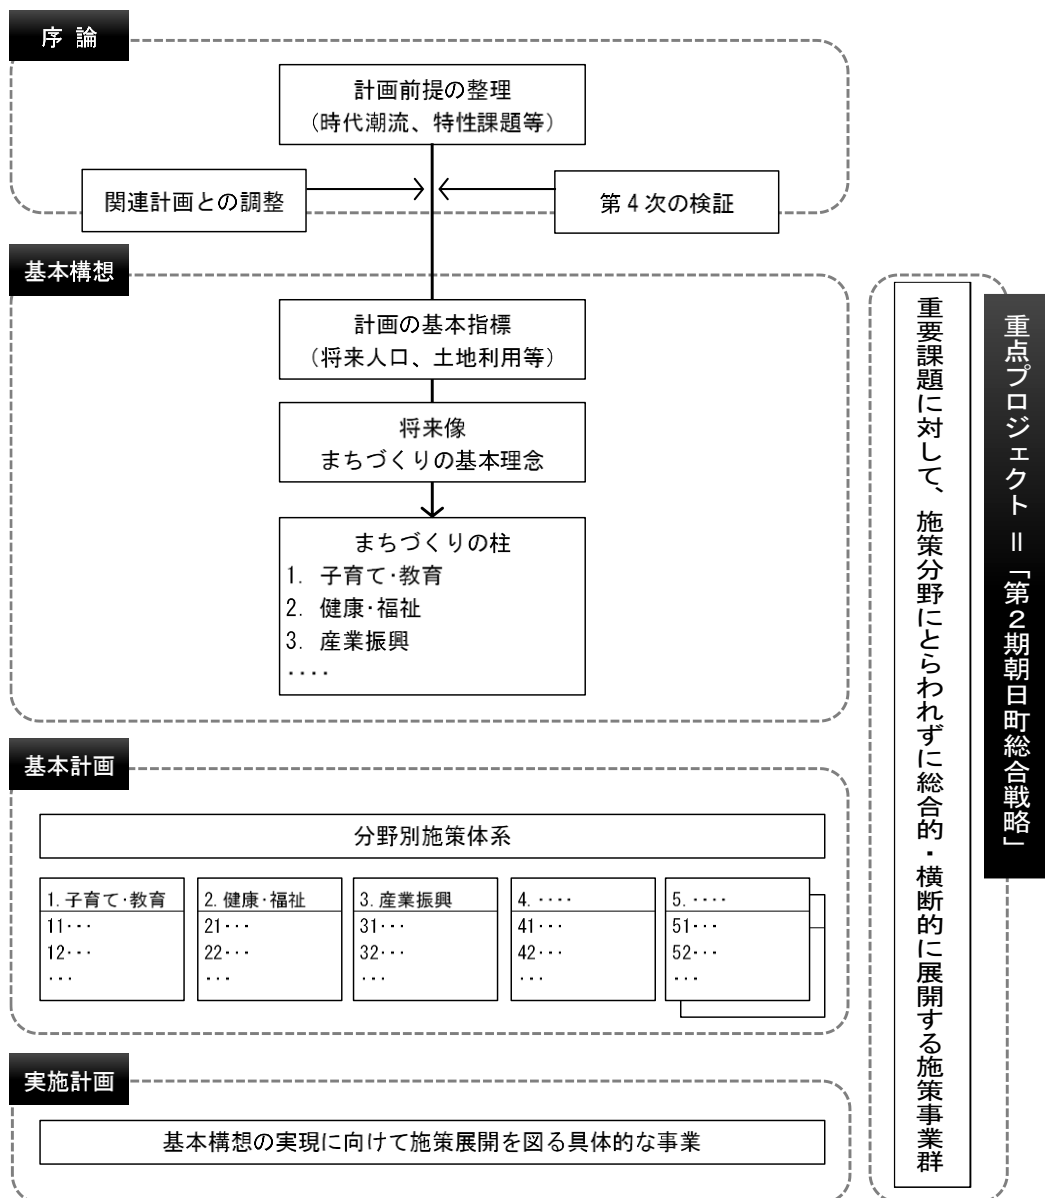 序 論
計画前提の整理
（時代潮流、特性課題等）
関連計画との調整
第４次の検証
基本構想
計画の基本指標
（将来人口、土地利用等）
将来像
まちづくりの基本理念
まちづくりの柱
1. 子育て･教育
2. 健康･福祉
3. 産業振興
････
基本計画
分野別施策体系
1. 子育て･教育
11･･･
12･･･
･･･
2. 健康･福祉
21･･･
22･･･
･･･
3. 産業振興
31･･･
32･･･
･･･
4. ････
41･･･
42･･･
･･･
5. ････
51･･･
52･･･
･･･
実施計画
基本構想の実現に向けて施策展開を図る具体的な事業
重点プロジェクト＝「第２期朝日町総合戦略」
重要課題に対して、施策分野にとらわれずに総合的・横断的に展開する施策事業群